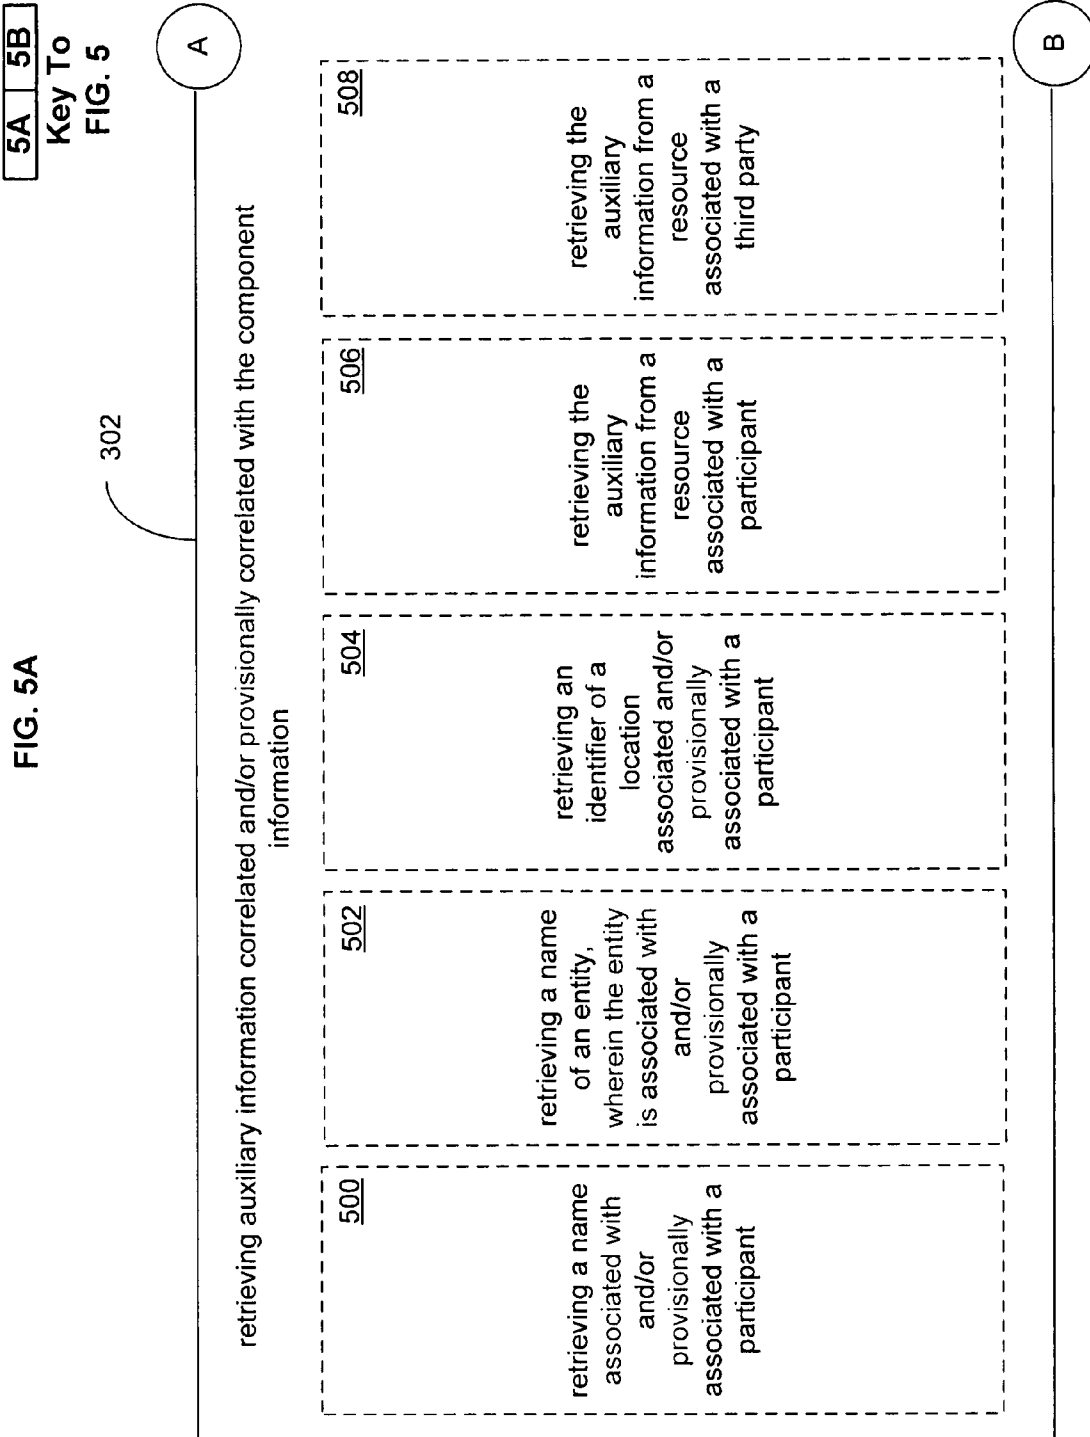 FIG. 5A
5A 5B
Key To
FIG. 5
302
A
retrieving auxiliary information correlated and/or provisionally correlated with the component
information
500
retrieving a name
associated with
and/or
provisionally
associated with a
participant
502
retrieving a name
of an entity,
wherein the entity
is associated with
and/or
provisionally
associated with a
participant
504
retrieving an
identifier of a
location
associated and/or
provisionally
associated with a
participant
506
retrieving the
auxiliary
information from a
resource
associated with a
participant
508
retrieving the
auxiliary
information from a
resource
associated with a
third party
B